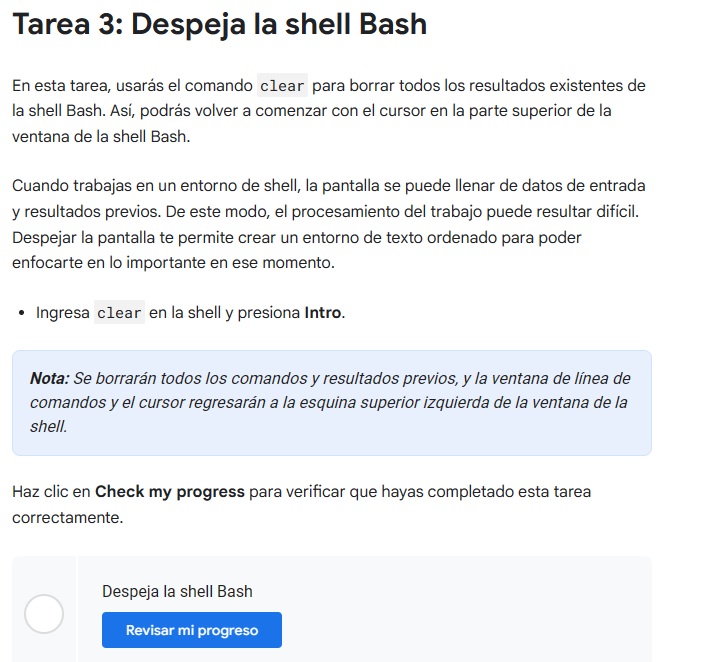 Tarea 3: Despeja la shell Bash
En esta tarea, usarás el comando clear para borrar todos los resultados existentes de
la shell Bash. Así, podrás volver a comenzar con el cursor en la parte superior de la
ventana de la shell Bash.
Cuando trabajas en un entorno de shell, la pantalla se puede llenar de datos de entrada
y resultados previos. De este modo, el procesamiento del trabajo puede resultar difícil.
Despejar la pantalla te permite crear un entorno de texto ordenado para poder
enfocarte en lo importante en ese momento.
• Ingresa clear en la shell y presiona Intro.
Nota: Se borrarán todos los comandos y resultados previos, y la ventana de línea de
comandos y el cursor regresarán a la esquina superior izquierda de la ventana de la
shell.
Haz clic en Check my progress para verificar que hayas completado esta tarea
correctamente.
Despeja la shell Bash
Revisar mi progreso